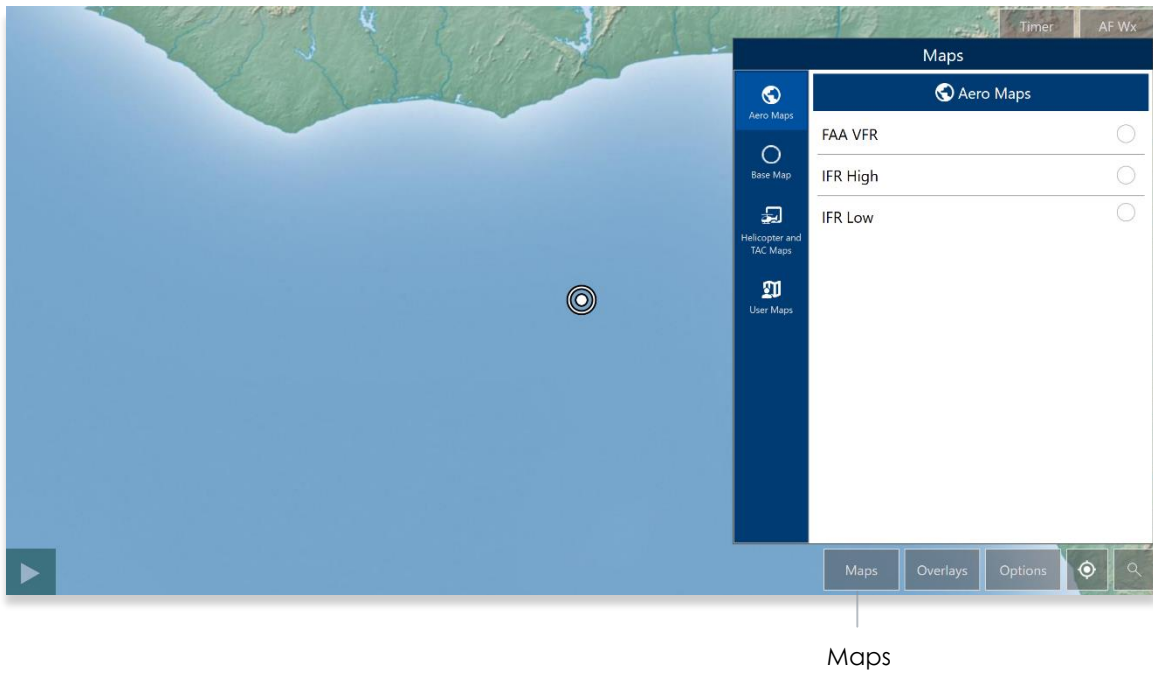 Timer
AF Wx
Maps
Aero Maps
Aero Maps
FAA VFR
Base Map
IFR High
Helicopter and
TAC Maps
IFR Low
User Maps
Maps
Overlays
Options
Maps